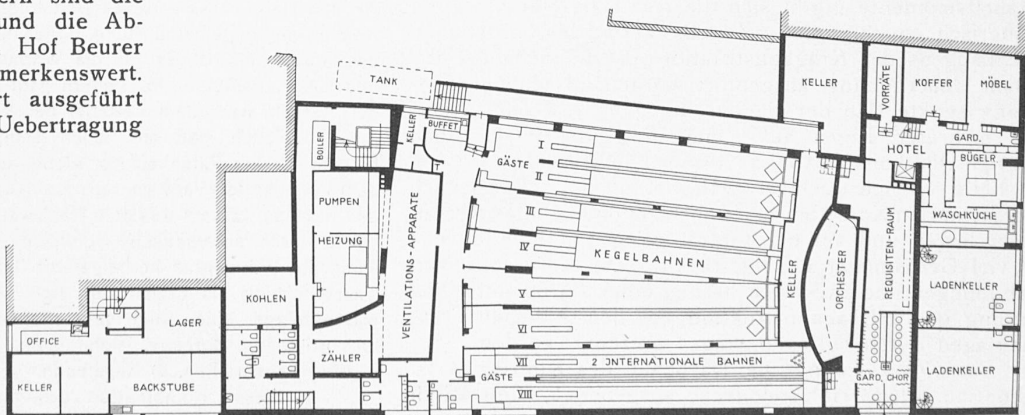 ern sind die
und die Ab-
Hof Beurer
merkenswert.
rt ausgeführt
Uebertragung
TANK
KELLER
VORRÄTE
KOFFER
MÖBEL
BOILER
KELLER
BUFFET
T
I
GÄSTE
II
HOTEL
GARD.
BÜGELR.
PUMPEN
III
WASCHKÜCHE
HEIZUNG
VENTILATIONS-APPARATE
IV
KEGELBAHNEN
KELLER
ORCHESTER
REQUISITEN-RAUM
LADENKELLER
KOHLEN
V
LAGER
VI
OFFICE
ZÄHLER
VII
2 INTERNATIONALE BAHNEN
LADENKELLER
KELLER
BACKSTUBE
GÄSTE
VIII
GARD. CHOR